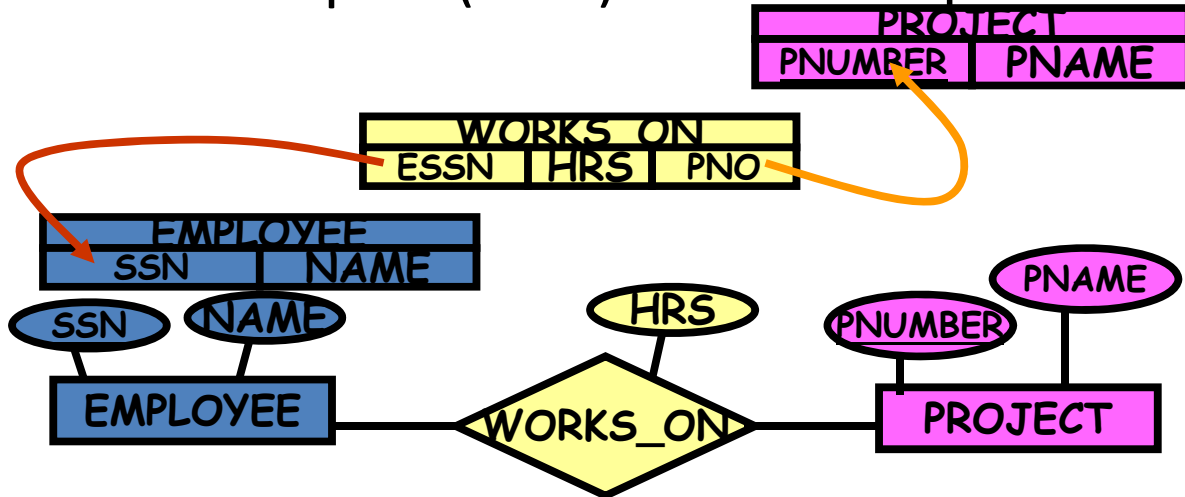 PROJECT
PNUMBER PNAME
WORKS_ON
ESSN HRS PNO
EMPLOYEE
SSN NAME
PNAME
SSN NAME HRS PNUMBER
EMPLOYEE WORKS_ON PROJECT